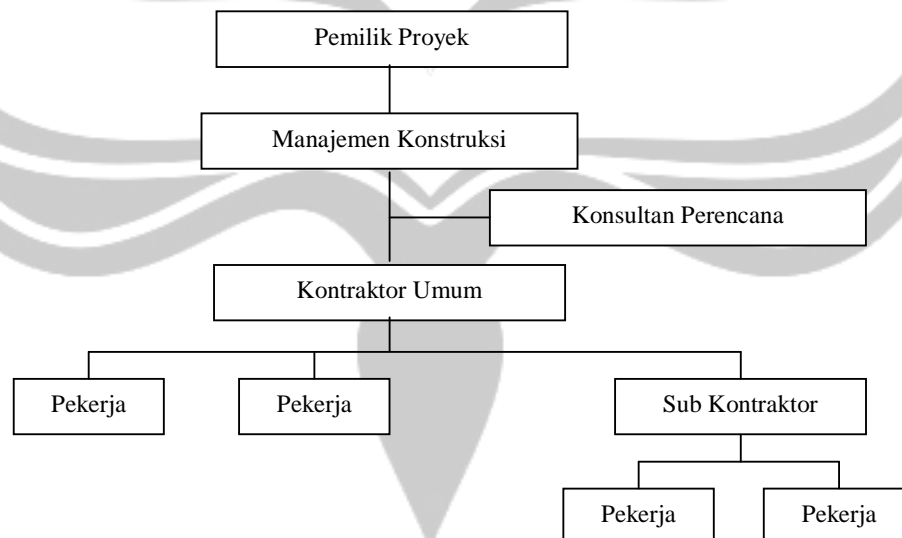 Pemilik Proyek
Manajemen Konstruksi
Konsultan Perencana
Kontraktor Umum
Pekerja
Pekerja
Sub Kontraktor
Pekerja
Pekerja